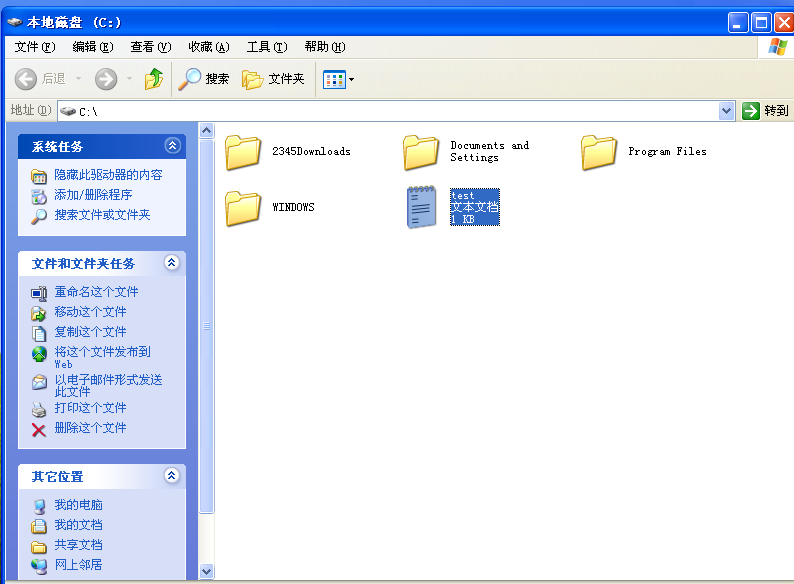 本地磁盘 (C:)
文件(F) 编辑(E) 查看(V) 收藏(A) 工具(T) 帮助(H)
后退 搜索 文件夹
地址(D) C:\ 转到
系统任务
隐藏此驱动器的内容
添加/删除程序
搜索文件或文件夹
文件和文件夹任务
重命名这个文件
移动这个文件
复制这个文件
将这个文件发布到
Web
以电子邮件形式发送
此文件
打印这个文件
删除这个文件
其它位置
我的电脑
我的文档
共享文档
网上邻居
2345Downloads
Documents and
Settings
Program Files
WINDOWS
test
文本文档
1 KB